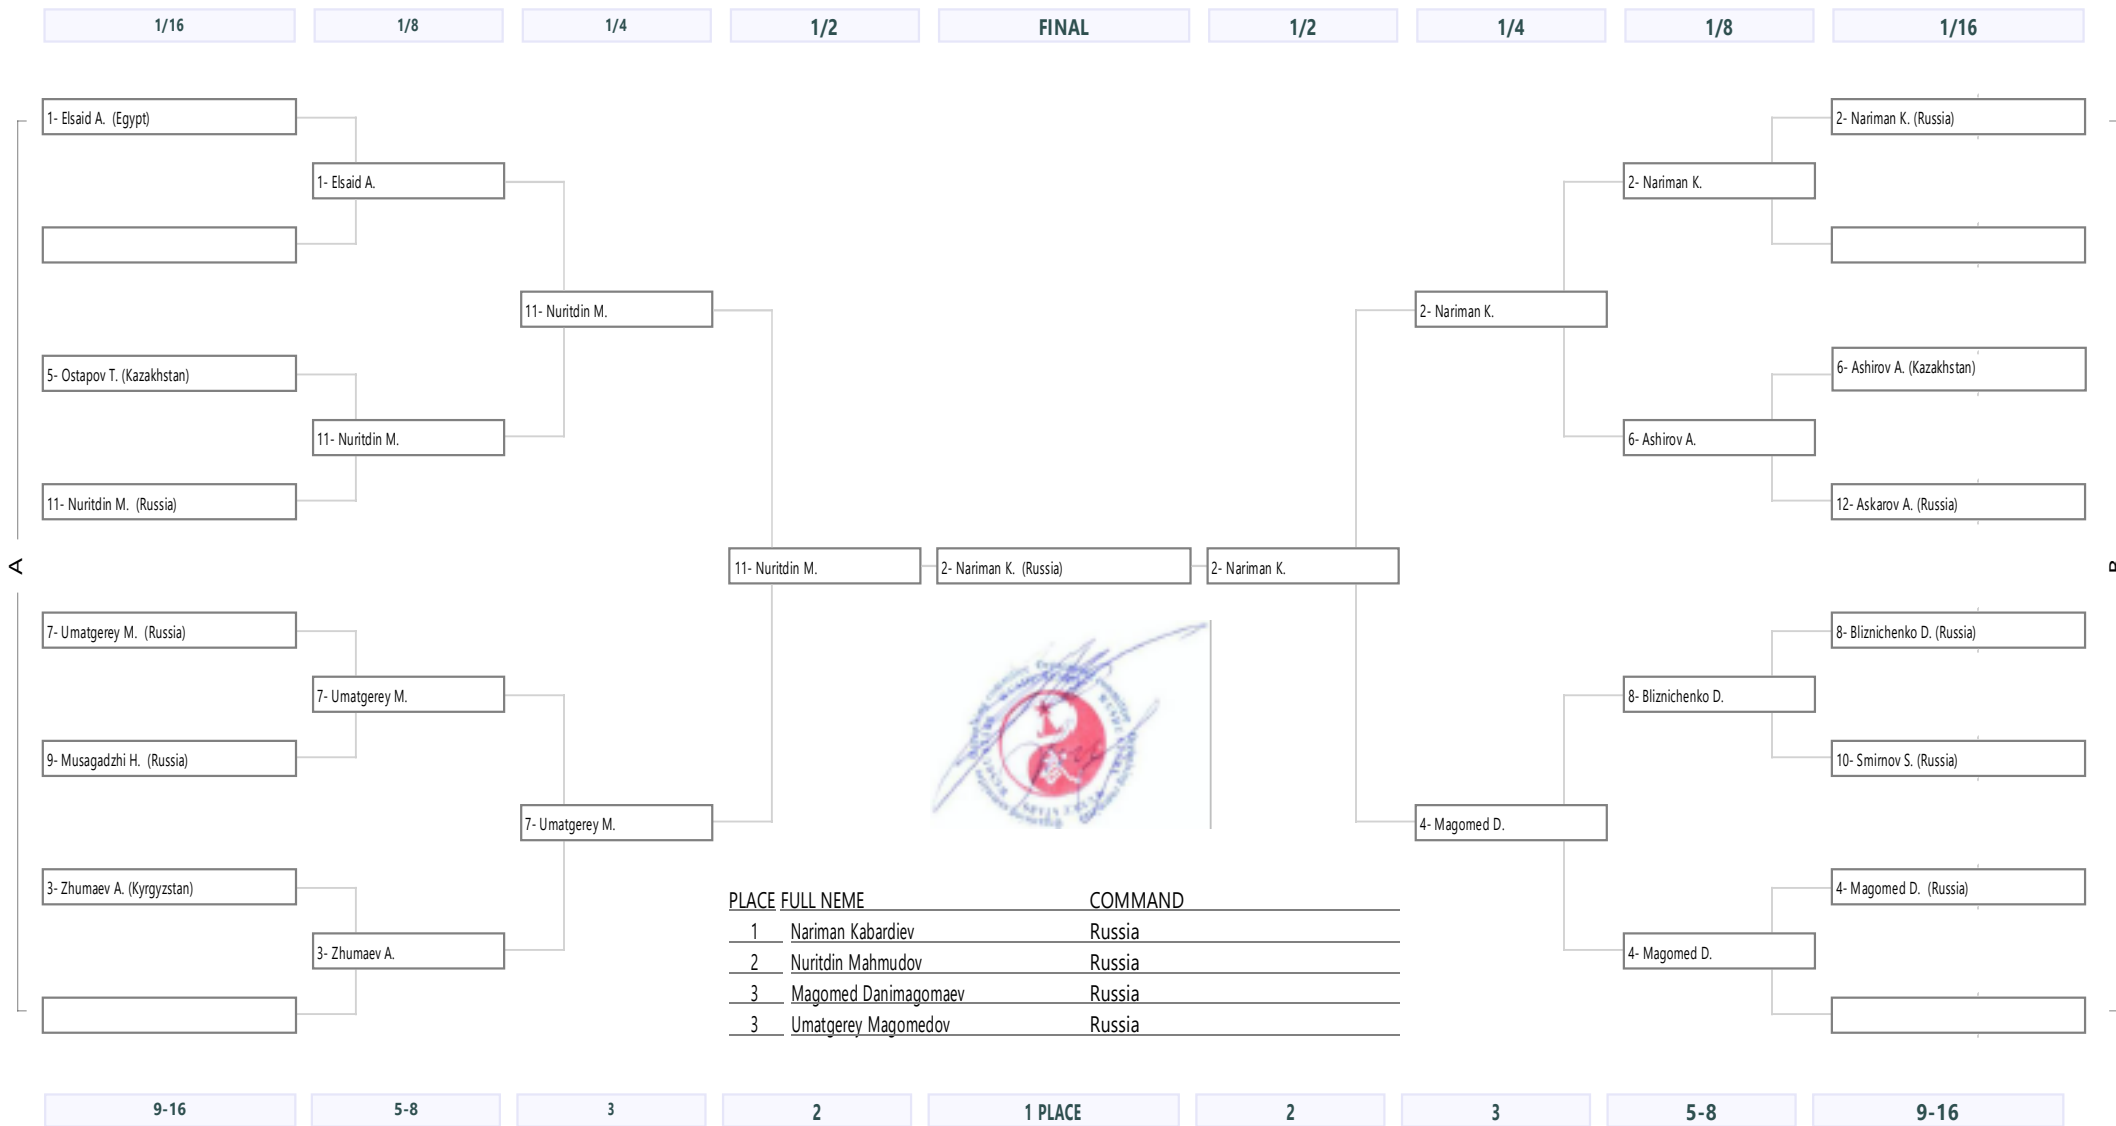 1/16 1/8 1/4 1/2 FINAL 1/2 1/4 1/8 1/16
1- Elsaid A. (Egypt) 2- Nariman K. (Russia)
1- Elsaid A. 2- Nariman K.
11- Nuritdin M. 2- Nariman K.
5- Ostapov T. (Kazakhstan) 6- Ashirov A. (Kazakhstan)
11- Nuritdin M. 6- Ashirov A.
11- Nuritdin M. (Russia) 12- Askarov A. (Russia)
A 11- Nuritdin M. 2- Nariman K. (Russia) 2- Nariman K.
7- Umatgerey M. (Russia) 8- Bliznichenko D. (Russia)
7- Umatgerey M. 8- Bliznichenko D.
9- Musagadzhi H. (Russia) 10- Smirnov S. (Russia)
7- Umatgerey M. 4- Magomed D.
3- Zhumaev A. (Kyrgyzstan) 4- Magomed D. (Russia)
3- Zhumaev A. 4- Magomed D.
PLACE FULL NEME COMMAND
1 Nariman Kabardiev Russia
2 Nuritdin Mahmudov Russia
3 Magomed Danimagomaev Russia
3 Umatgerey Magomedov Russia
9-16 5-8 3 2 1 PLACE 2 3 5-8 9-16